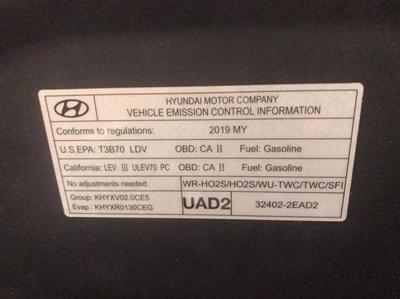 HYUNDAI MOTOR COMPANY
VEHICLE EMISSION CONTROL INFORMATION
Conforms to regulations: 2019 MY
U.S.EPA: T3B70 LDV OBD: CA II Fuel: Gasoline
California: LEV III ULEV70 PC OBD: CA II Fuel: Gasoline
No adjustments needed. WR-HO2S/HO2S/WU-TWC/TWC/SFI
Group: KHYXV02.0CE5
Evap: KHYXR0130CEG
UAD2 32402-2EAD2